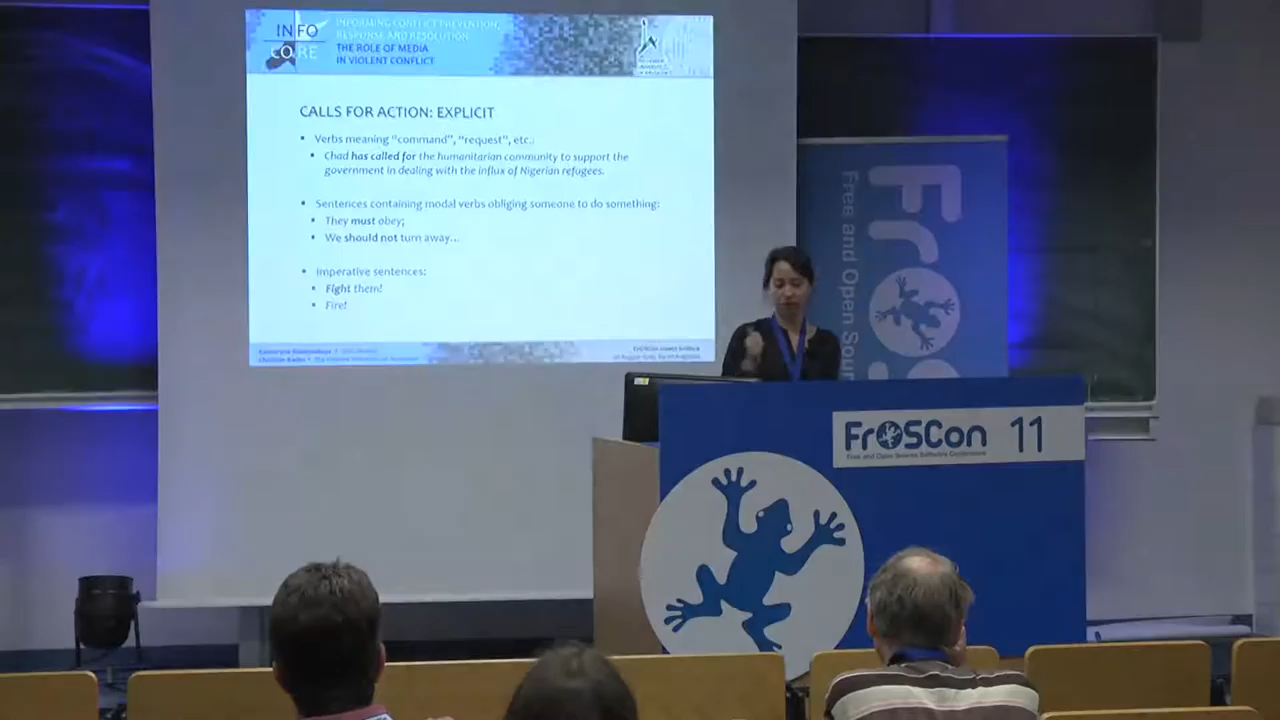 INFO
CORE
INFORMING CONFLICT PREVENTION,
RESPONSE AND RESOLUTION
THE ROLE OF MEDIA
IN VIOLENT CONFLICT
CALLS FOR ACTION: EXPLICIT
▪ Verbs meaning “command”, “request”, etc.:
▪ Chad has called for the humanitarian community to support the
government in dealing with the influx of Nigerian refugees.
▪ Sentences containing modal verbs obliging someone to do something:
▪ They must obey;
▪ We should not turn away…
▪ Imperative sentences:
▪ Fight them!
▪ Fire!
FrOSC
Free and Open Sour
FrOSCon 11
Free and Open Source Software Conference